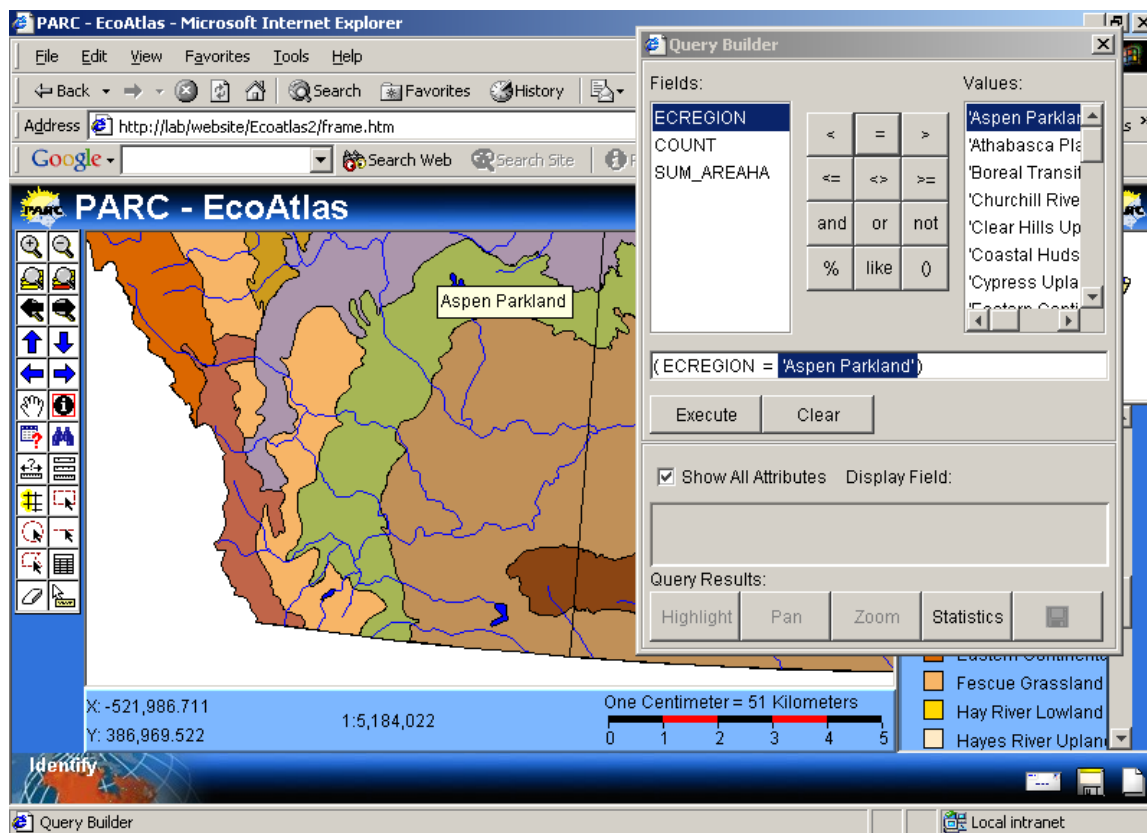 PARC - EcoAtlas - Microsoft Internet Explorer
File Edit View Favorites Tools Help
Back Search Favorites History
Address http://lab/website/Ecoatlas2/frame.htm
Google Search Web Search Site
PARC PARC - EcoAtlas
Aspen Parkland
X: -521,986.711
Y: 386,969.522
1:5,184,022
One Centimeter = 51 Kilometers
0 1 2 3 4 5
Query Builder
Fields: Values:
ECREGION
COUNT
SUM_AREAHA
< = >
<= <> >=
and or not
% like ()
'Aspen Parklan
'Athabasca Pla
'Boreal Transit
'Churchill Rive
'Clear Hills Up
'Coastal Huds
'Cypress Upla
(ECREGION = 'Aspen Parkland')
Execute Clear
Show All Attributes Display Field:
Query Results:
Highlight Pan Zoom Statistics
Eastern Continenta
Fescue Grassland
Hay River Lowland
Hayes River Uplan
Identify
Query Builder
Local intranet